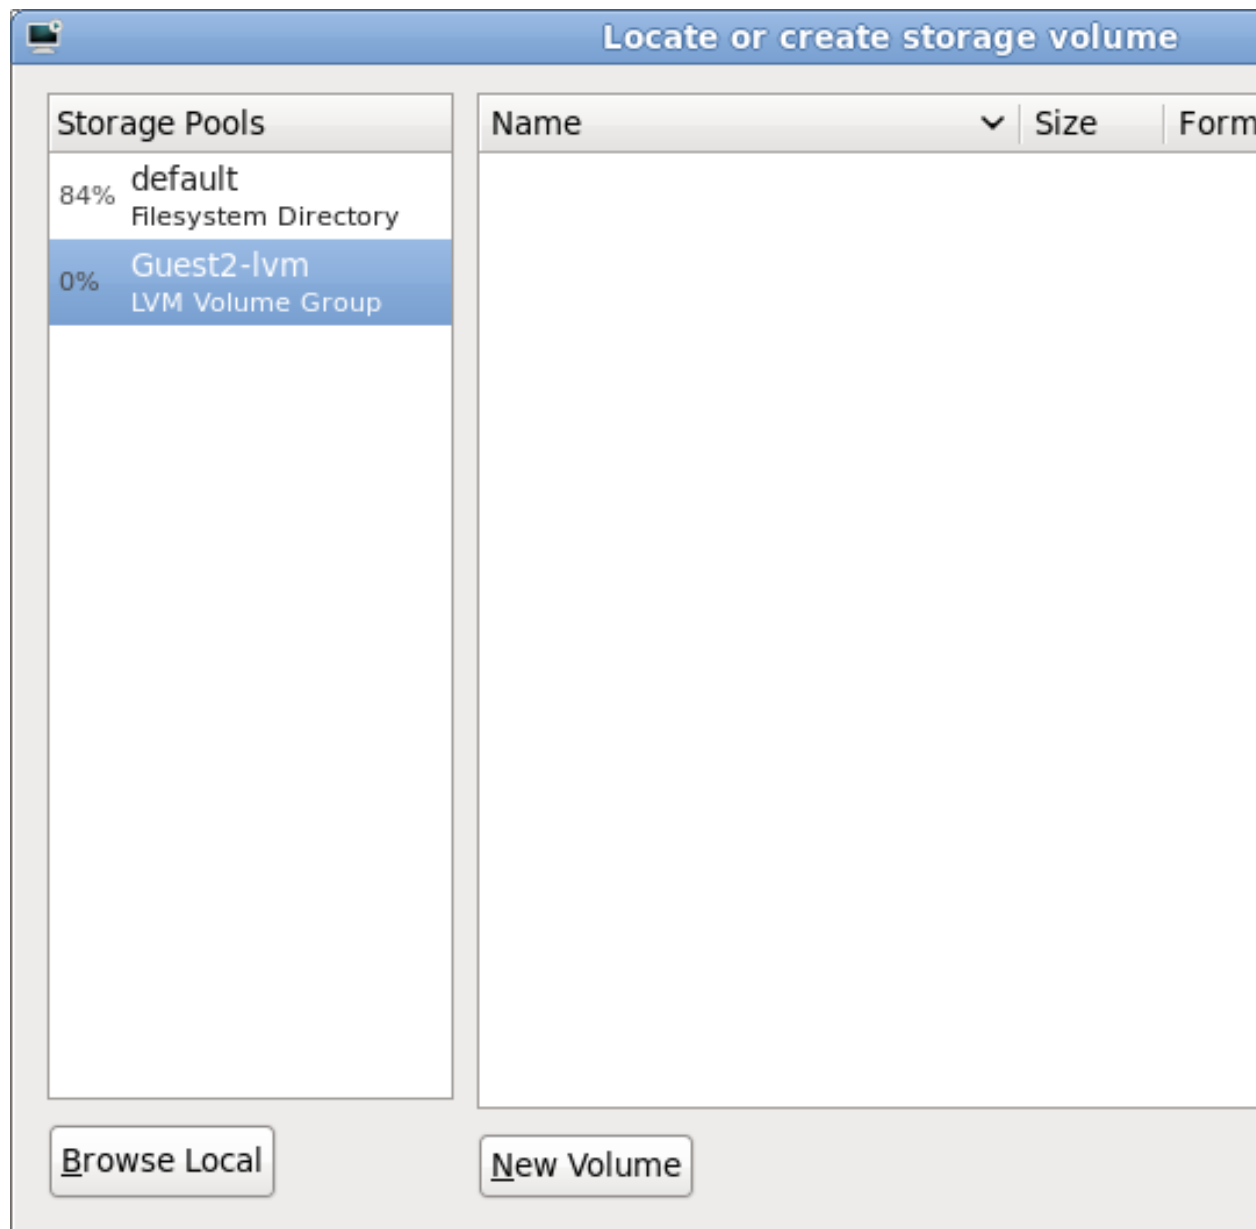 Locate or create storage volume
Storage Pools
84% default
Filesystem Directory
0% Guest2-lvm
LVM Volume Group
Name Size Form
Browse Local
New Volume